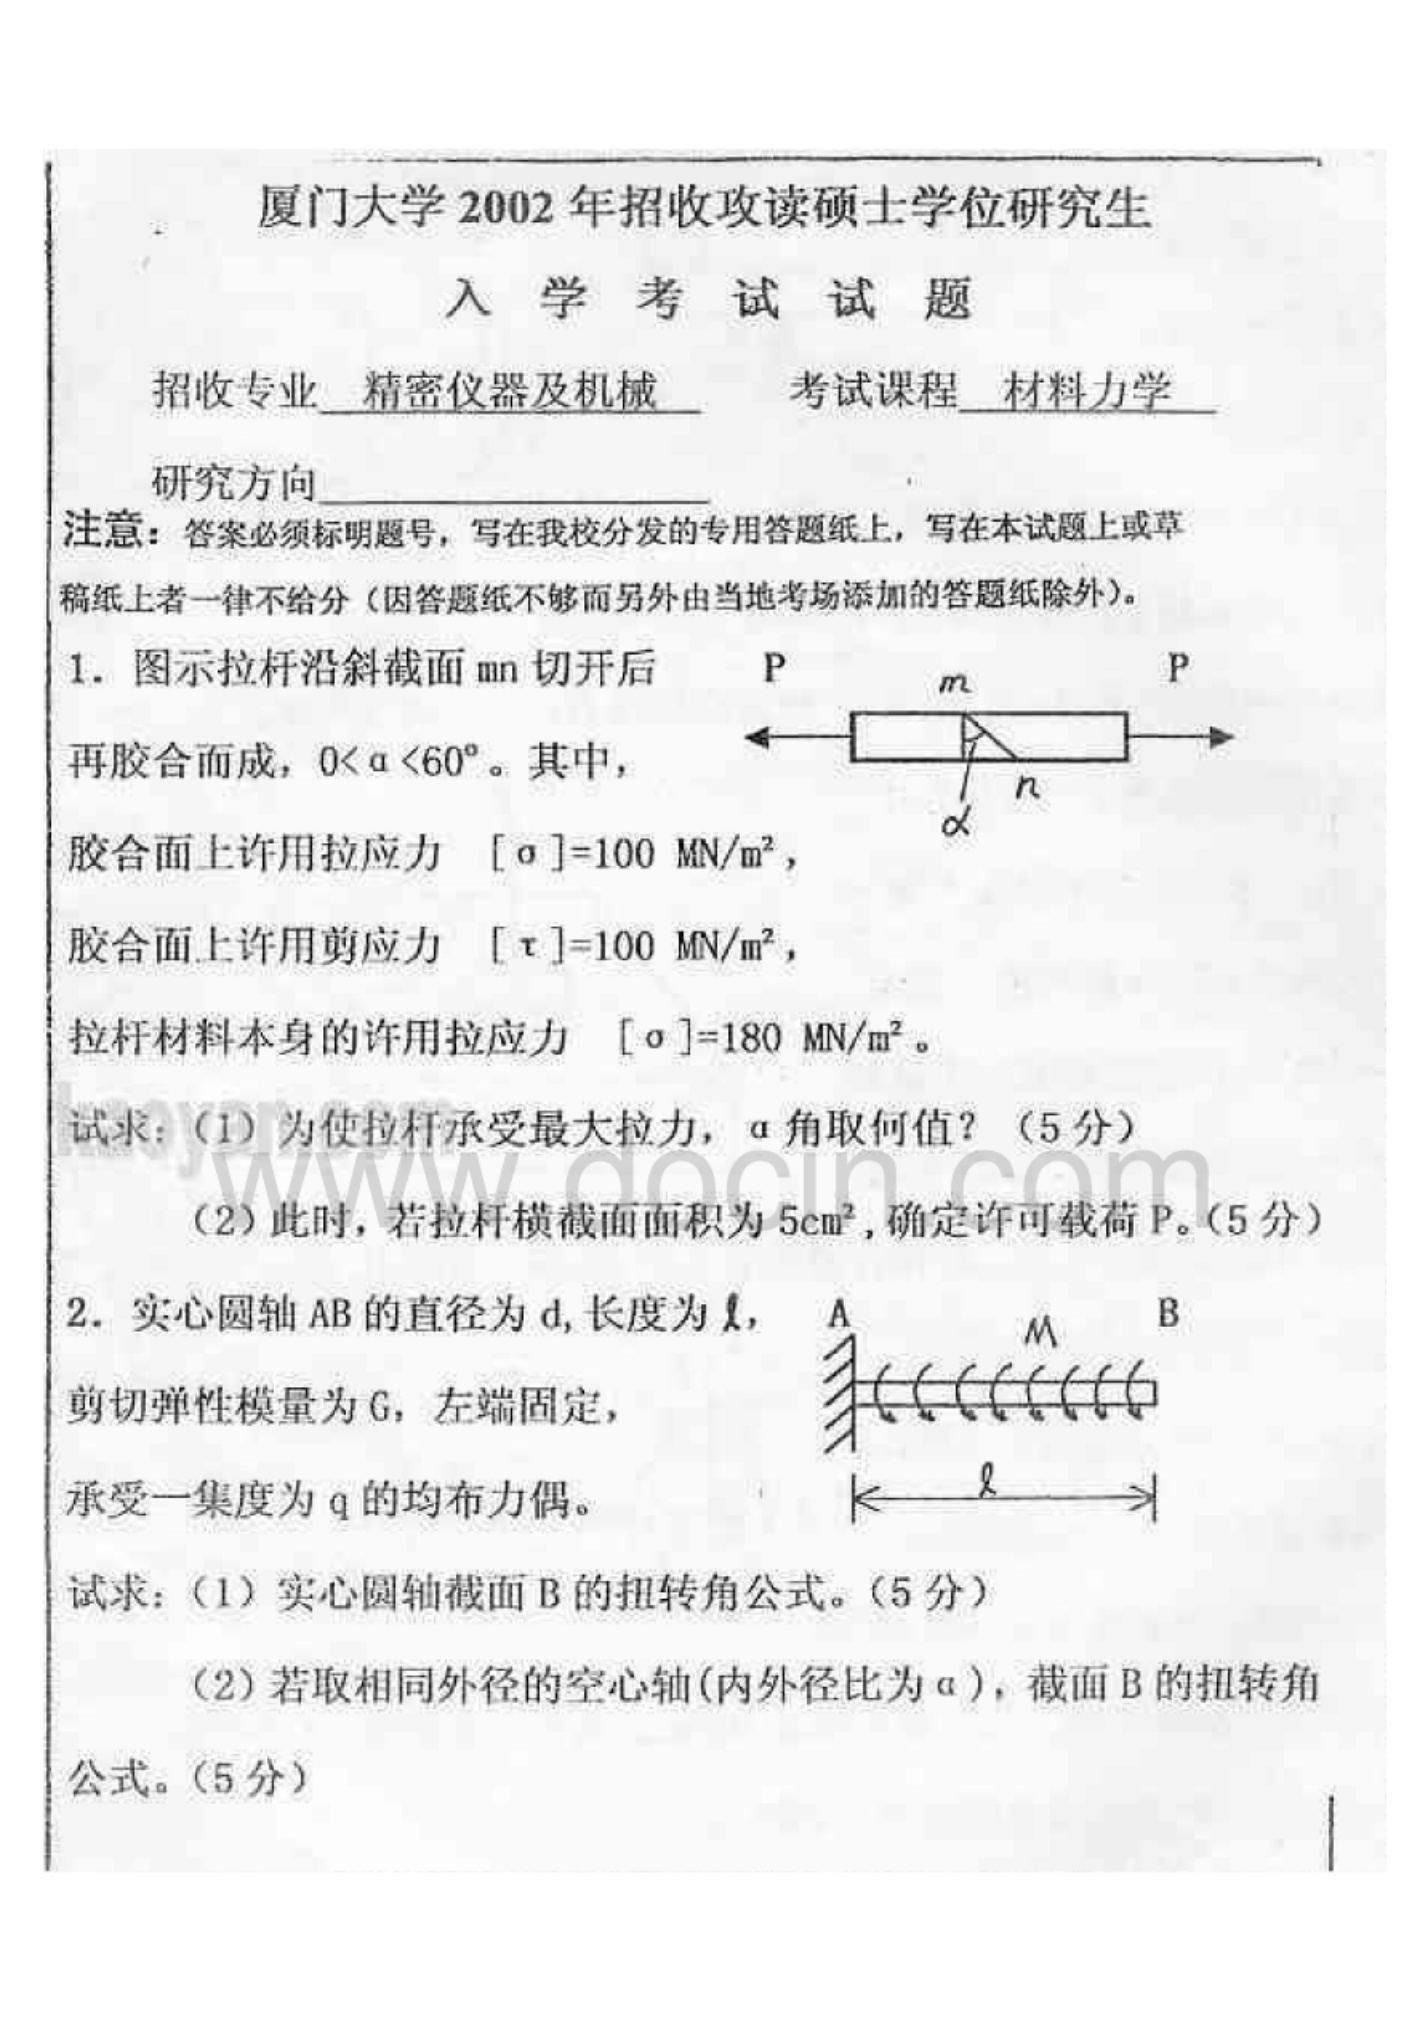 厦门大学 2002 年招收攻读硕士学位研究生
入 学 考 试 试 题
招收专业 精密仪器及机械 考试课程 材料力学
研究方向
注意：答案必须标明题号，写在我校分发的专用答题纸上，写在本试题上或草
稿纸上者一律不给分（因答题纸不够而另外由当地考场添加的答题纸除外）。
1．图示拉杆沿斜截面 mn 切开后
P P
m
再胶合而成，0<α<60°。其中，
n
α
胶合面上许用拉应力 [σ]=100 MN/m²，
胶合面上许用剪应力 [τ]=100 MN/m²，
拉杆材料本身的许用拉应力 [σ]=180 MN/m²。
kaoyan.com
试求：（1）为使拉杆承受最大拉力，α角取何值？（5 分）
www.docin.com
（2）此时，若拉杆横截面面积为 5cm²，确定许可载荷 P。（5 分）
2．实心圆轴 AB 的直径为 d，长度为 ℓ，
A B
M
剪切弹性模量为 G，左端固定，
承受一集度为 q 的均布力偶。
ℓ
试求：（1）实心圆轴截面 B 的扭转角公式。（5 分）
（2）若取相同外径的空心轴(内外径比为α)，截面 B 的扭转角
公式。（5 分）